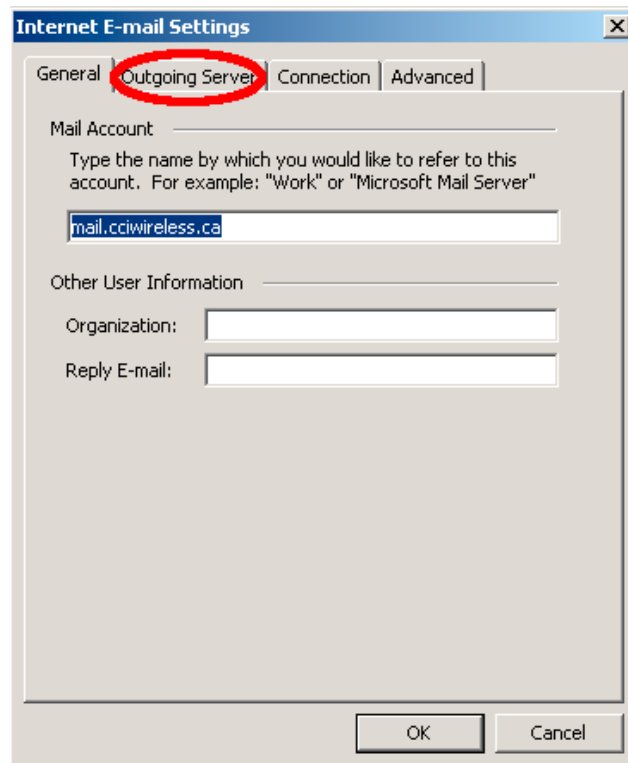 Internet E-mail Settings
General Outgoing Server Connection Advanced
Mail Account
Type the name by which you would like to refer to this
account. For example: "Work" or "Microsoft Mail Server"
mail.cciwireless.ca
Other User Information
Organization:
Reply E-mail:
OK Cancel